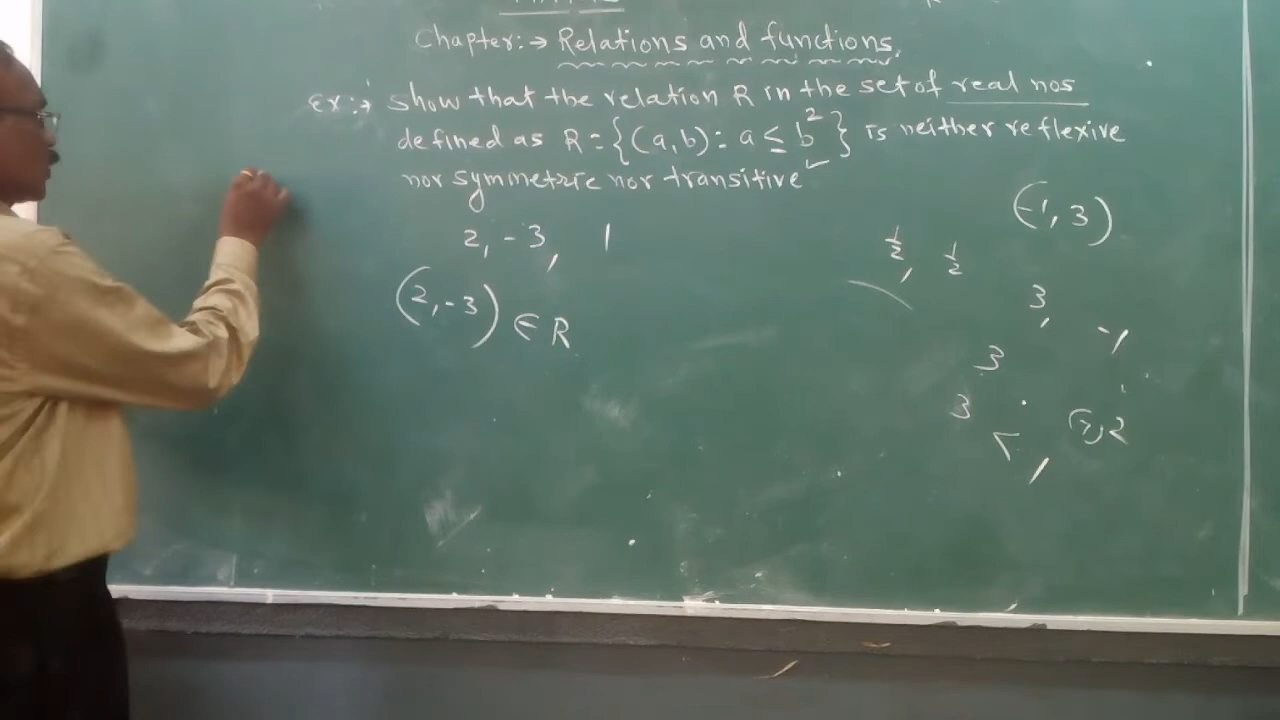 Chapter:→ Relations and functions.
Ex:→ Show that the relation R in the set of real nos
defined as R = {(a,b): a ≤ b²} is neither reflexive
nor symmetric nor transitive
2, -3, 1
(2, -3) ∈ R
(-1, 3)
1/2, 1/2
3, -1
3
3